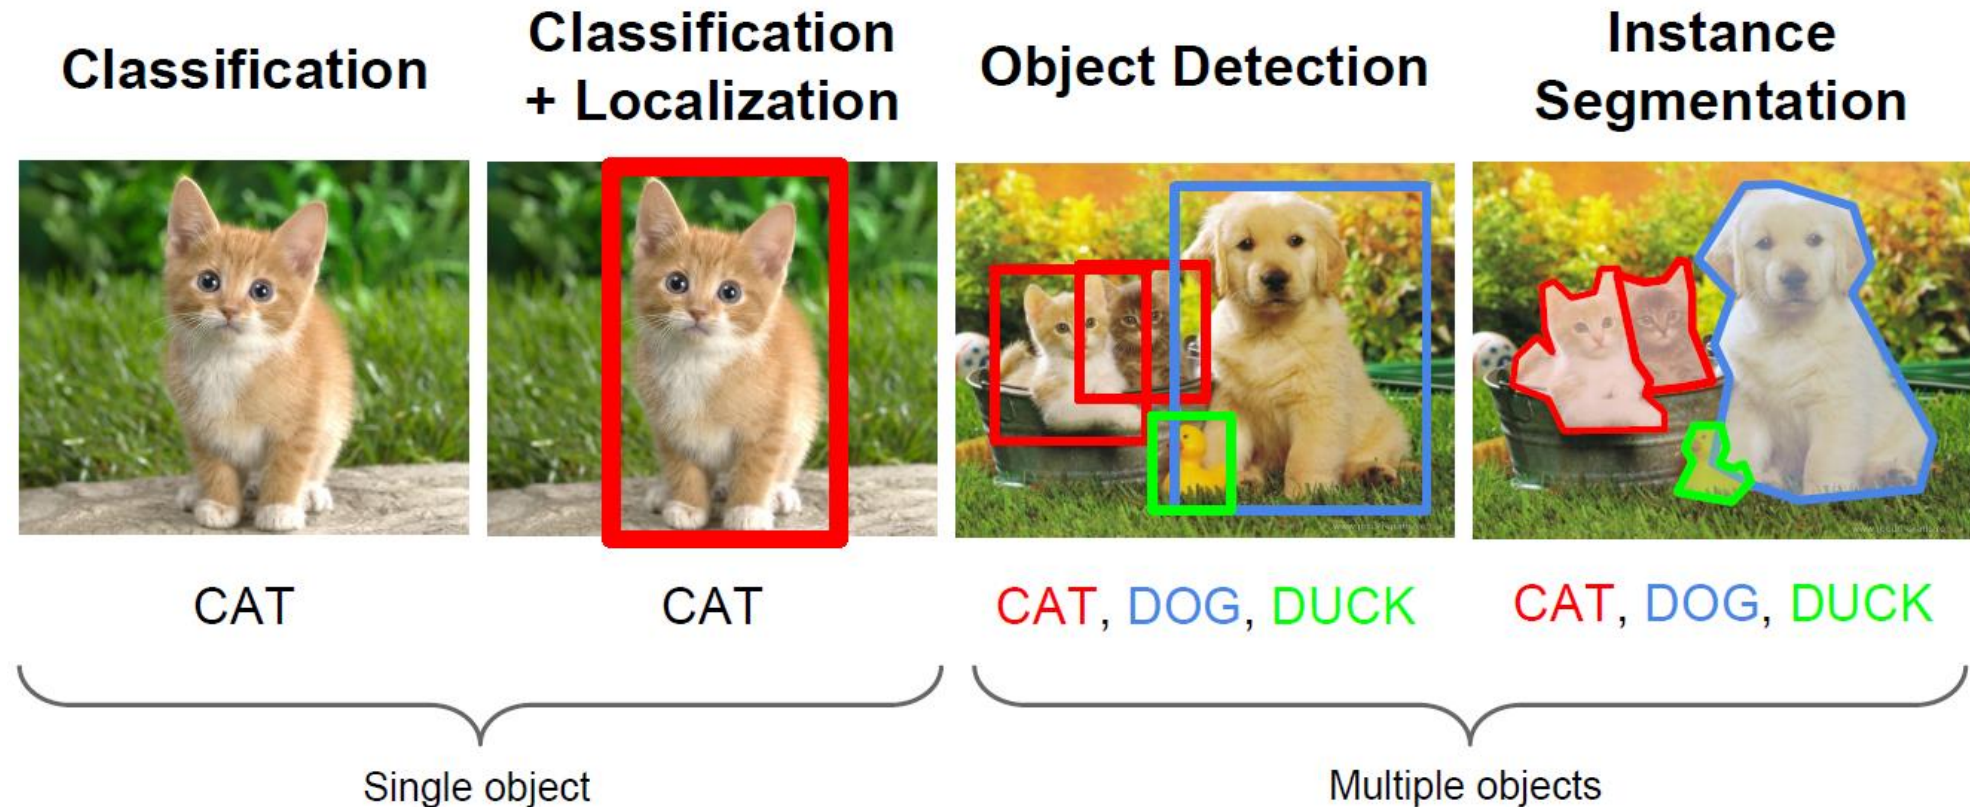 Classification
Classification
+ Localization
Object Detection
Instance
Segmentation
CAT
CAT
CAT, DOG, DUCK
CAT, DOG, DUCK
Single object
Multiple objects